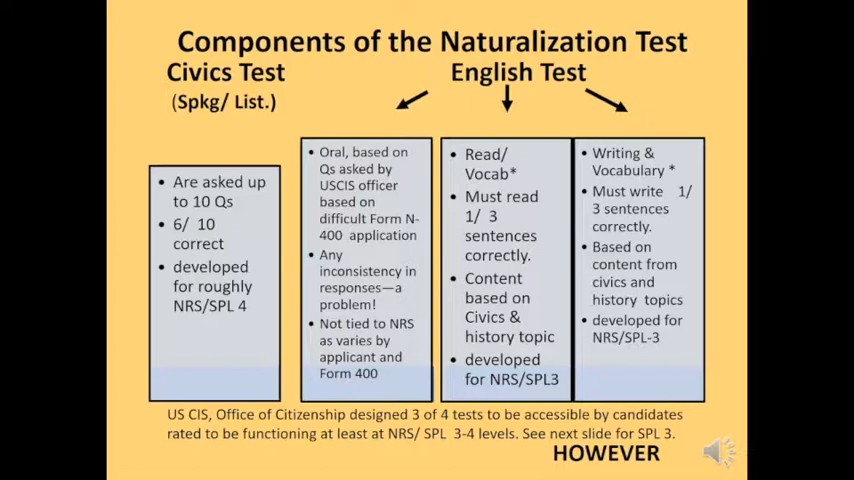 Components of the Naturalization Test
Civics Test
(Spkg/ List.)
English Test
• Are asked up
to 10 Qs
• 6/ 10
correct
• developed
for roughly
NRS/SPL 4
• Oral, based on
Qs asked by
USCIS officer
based on
difficult Form N-
400 application
• Any
inconsistency in
responses—a
problem!
• Not tied to NRS
as varies by
applicant and
Form 400
• Read/
Vocab*
• Must read
1/ 3
sentences
correctly.
• Content
based on
Civics &
history topic
• developed
for NRS/SPL3
• Writing &
Vocabulary *
• Must write 1/
3 sentences
correctly.
• Based on
content from
civics and
history topics
• developed for
NRS/SPL-3
US CIS, Office of Citizenship designed 3 of 4 tests to be accessible by candidates
rated to be functioning at least at NRS/ SPL 3-4 levels. See next slide for SPL 3.
HOWEVER